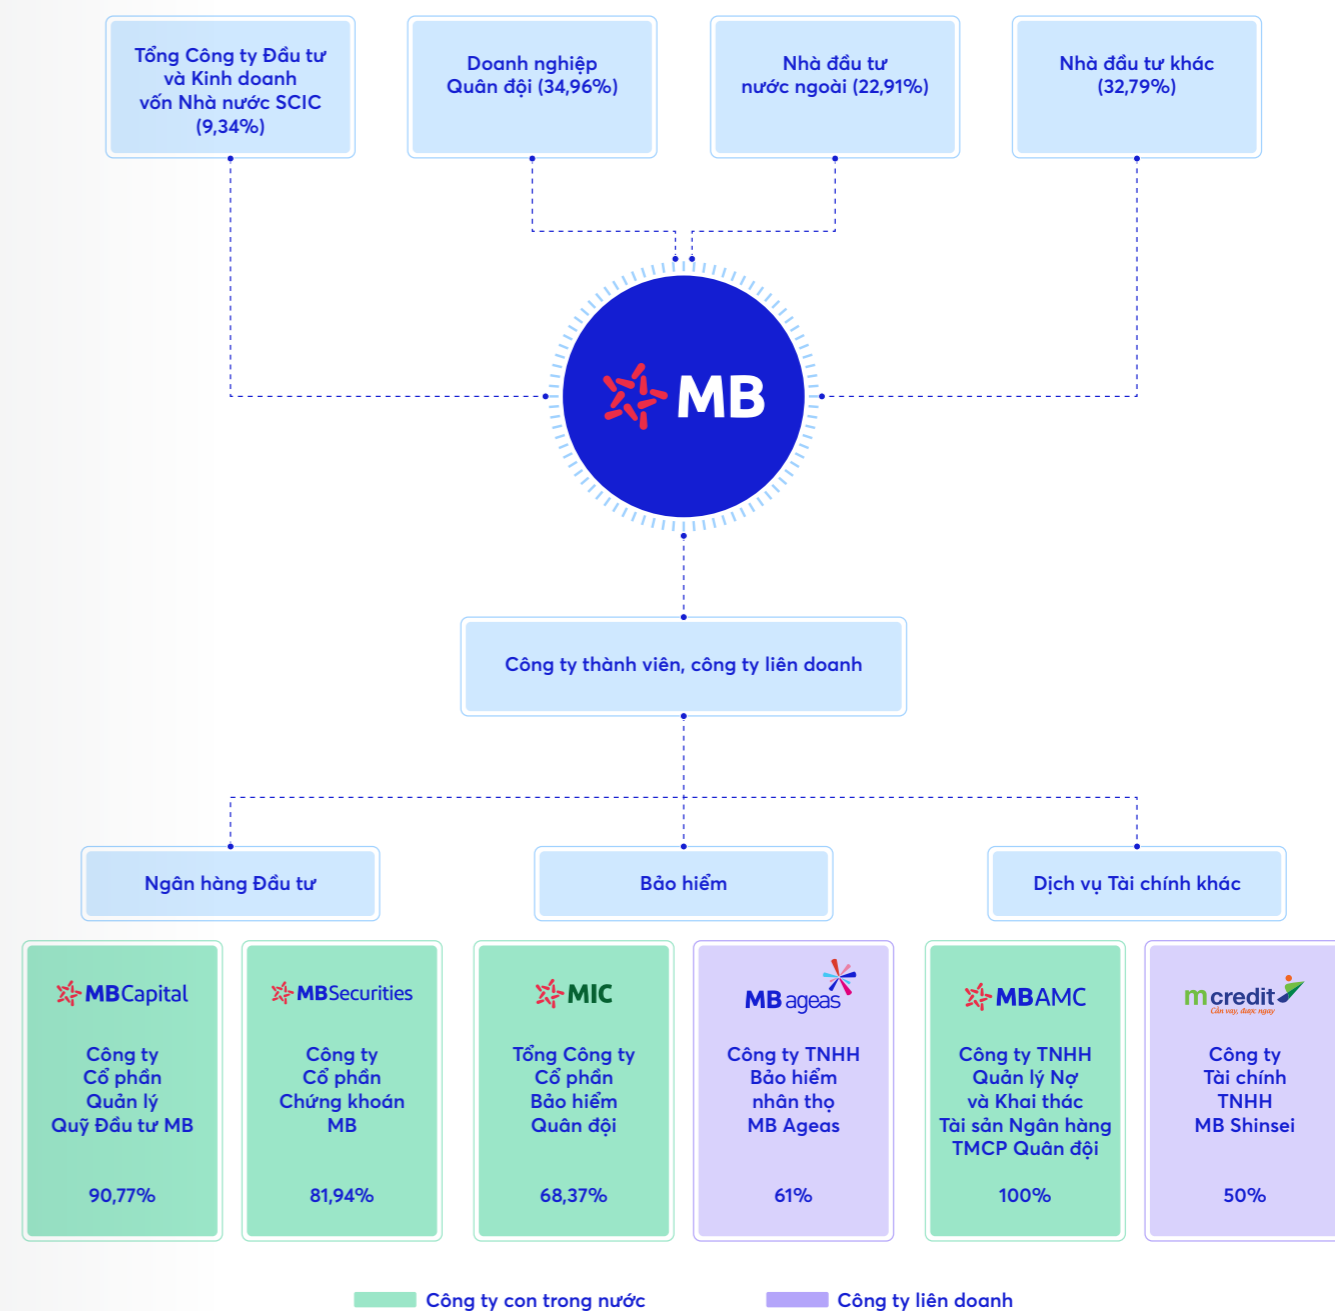 Tổng Công ty Đầu tư
và Kinh doanh
vốn Nhà nước SCIC
(9,34%)
Doanh nghiệp
Quân đội (34,96%)
Nhà đầu tư
nước ngoài (22,91%)
Nhà đầu tư khác
(32,79%)
MB
Công ty thành viên, công ty liên doanh
Ngân hàng Đầu tư
Bảo hiểm
Dịch vụ Tài chính khác
MBCapital
Công ty
Cổ phần
Quản lý
Quỹ Đầu tư MB
90,77%
MBSecurities
Công ty
Cổ phần
Chứng khoán
MB
81,94%
MIC
Tổng Công ty
Cổ phần
Bảo hiểm
Quân đội
68,37%
MB ageas
Công ty TNHH
Bảo hiểm
nhân thọ
MB Ageas
61%
MBAMC
Công ty TNHH
Quản lý Nợ
và Khai thác
Tài sản Ngân hàng
TMCP Quân đội
100%
mcredit
Cần vay, được ngay
Công ty
Tài chính
TNHH
MB Shinsei
50%
Công ty con trong nước
Công ty liên doanh